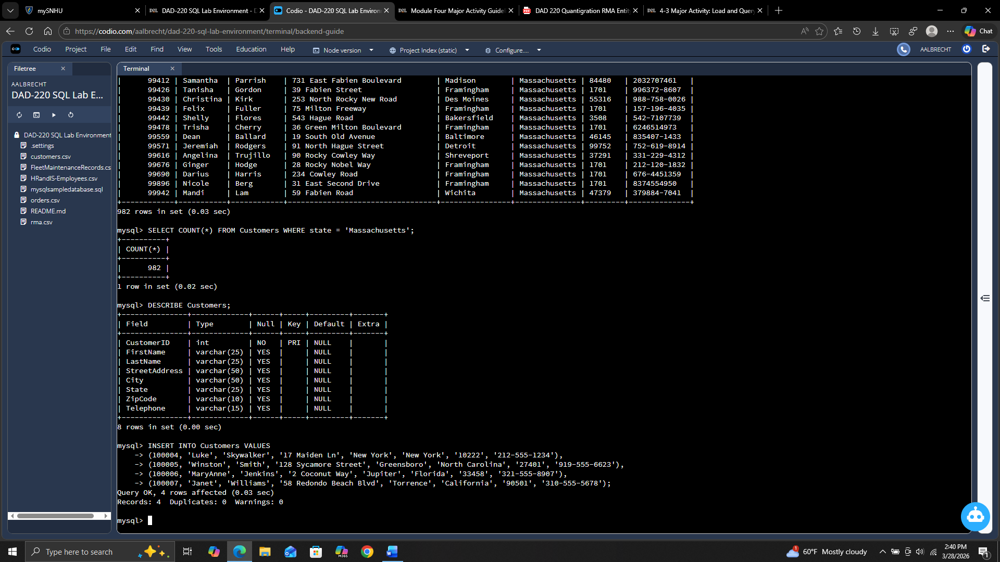 mySNHU
D2L DAD-220 SQL Lab Environment - D
Codio - DAD-220 SQL Lab Environ
D2L Module Four Major Activity Guide
PDF DAD 220 Quantigration RMA Entit
D2L 4-3 Major Activity: Load and Query
https://codio.com/aalbrecht/dad-220-sql-lab-environment/terminal/backend-guide
Chat
Codio Project File Edit Find View Tools Education Help Node version Project Index (static) Configure.... AALBRECHT
Filetree
Terminal
AALBRECHT
DAD-220 SQL Lab E...
DAD-220 SQL Lab Environment
.settings
customers.csv
FleetMaintenanceRecords.cs
HRandIS-Employees.csv
mysqlsampledatabase.sql
orders.csv
README.md
rma.csv
| 99412 | Samantha | Parrish | 731 East Fabien Boulevard | Madison | Massachusetts | 84480 | 2032707461 |
| 99426 | Tanisha | Gordon | 39 Fabien Street | Framingham | Massachusetts | 1701 | 996372-8607 |
| 99430 | Christina | Kirk | 253 North Rocky New Road | Des Moines | Massachusetts | 55316 | 988-758-0026 |
| 99439 | Felix | Fuller | 75 Milton Freeway | Framingham | Massachusetts | 1701 | 157-196-4035 |
| 99442 | Shelly | Flores | 543 Hague Road | Bakersfield | Massachusetts | 3508 | 542-7107739 |
| 99478 | Trisha | Cherry | 36 Green Milton Boulevard | Framingham | Massachusetts | 1701 | 6246514973 |
| 99559 | Dean | Ballard | 19 South Old Avenue | Baltimore | Massachusetts | 46145 | 835407-1433 |
| 99571 | Jeremiah | Rodgers | 91 North Hague Street | Detroit | Massachusetts | 99752 | 752-619-8914 |
| 99616 | Angelina | Trujillo | 90 Rocky Cowley Way | Shreveport | Massachusetts | 37291 | 331-229-4312 |
| 99676 | Ginger | Hodge | 28 Rocky Nobel Way | Framingham | Massachusetts | 1701 | 212-120-1832 |
| 99690 | Darius | Harris | 234 Cowley Road | Framingham | Massachusetts | 1701 | 676-4451359 |
| 99896 | Nicole | Berg | 31 East Second Drive | Framingham | Massachusetts | 1701 | 8374554950 |
| 99942 | Mandi | Lam | 59 Fabien Road | Wichita | Massachusetts | 47379 | 379884-7041 |
982 rows in set (0.03 sec)
mysql> SELECT COUNT(*) FROM Customers WHERE state = 'Massachusetts';
| COUNT(*) |
| 982 |
1 row in set (0.02 sec)
mysql> DESCRIBE Customers;
| Field | Type | Null | Key | Default | Extra |
| CustomerID | int | NO | PRI | NULL | |
| FirstName | varchar(25) | YES | | NULL | |
| LastName | varchar(25) | YES | | NULL | |
| StreetAddress | varchar(50) | YES | | NULL | |
| City | varchar(50) | YES | | NULL | |
| State | varchar(25) | YES | | NULL | |
| ZipCode | varchar(10) | YES | | NULL | |
| Telephone | varchar(15) | YES | | NULL | |
8 rows in set (0.00 sec)
mysql> INSERT INTO Customers VALUES
-> (100004, 'Luke', 'Skywalker', '17 Maiden Ln', 'New York', 'New York', '10222', '212-555-1234'),
-> (100005, 'Winston', 'Smith', '128 Sycamore Street', 'Greensboro', 'North Carolina', '27401', '919-555-6623'),
-> (100006, 'MaryAnne', 'Jenkins', '2 Coconut Way', 'Jupiter', 'Florida', '33458', '321-555-8907'),
-> (100007, 'Janet', 'Williams', '58 Redondo Beach Blvd', 'Torrence', 'California', '90501', '310-555-5678');
Query OK, 4 rows affected (0.03 sec)
Records: 4 Duplicates: 0 Warnings: 0
mysql>
Type here to search
M365
1
60°F Mostly cloudy
2:40 PM
3/28/2026
1